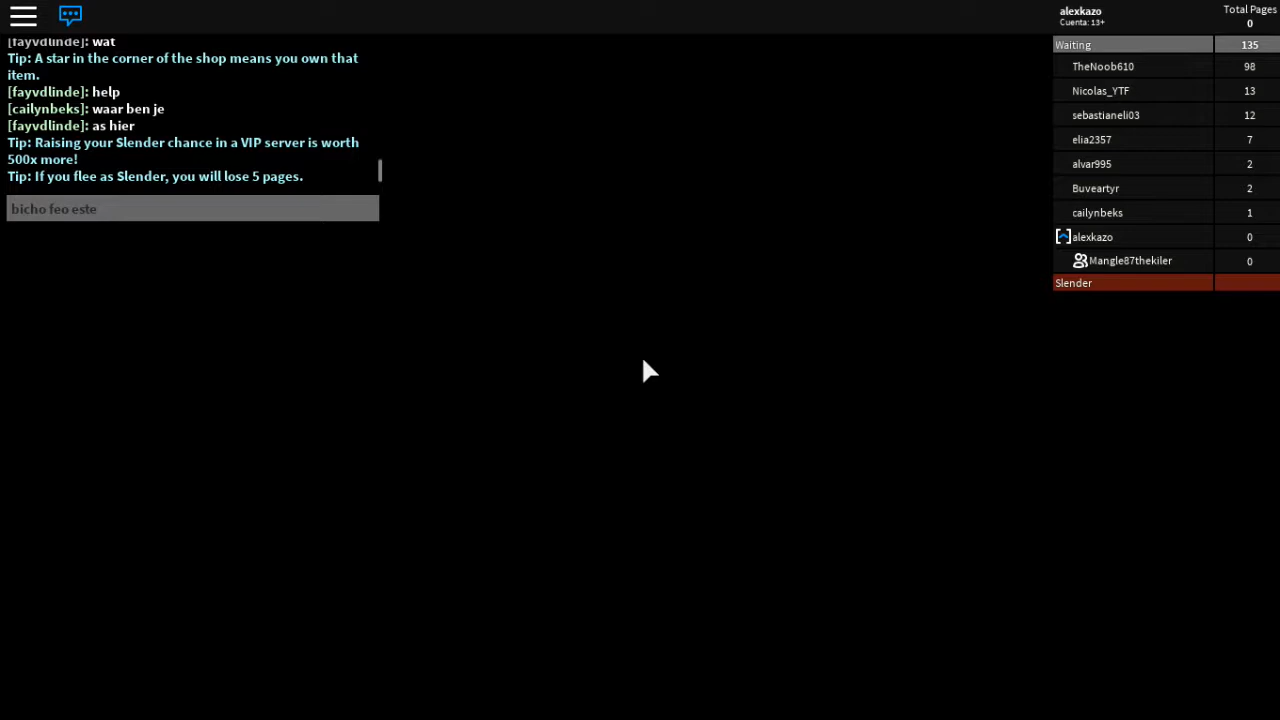 alexkazo
Cuenta: 13+
Total Pages
0
[fayvdlinde]: wat
Tip: A star in the corner of the shop means you own that
item.
[fayvdlinde]: help
[cailynbeks]: waar ben je
[fayvdlinde]: as hier
Tip: Raising your Slender chance in a VIP server is worth
500x more!
Tip: If you flee as Slender, you will lose 5 pages.
bicho feo este
Waiting 135
TheNoob610 98
Nicolas_YTF 13
sebastianeli03 12
elia2357 7
alvar995 2
Buveartyr 2
cailynbeks 1
alexkazo 0
Mangle87thekiler 0
Slender